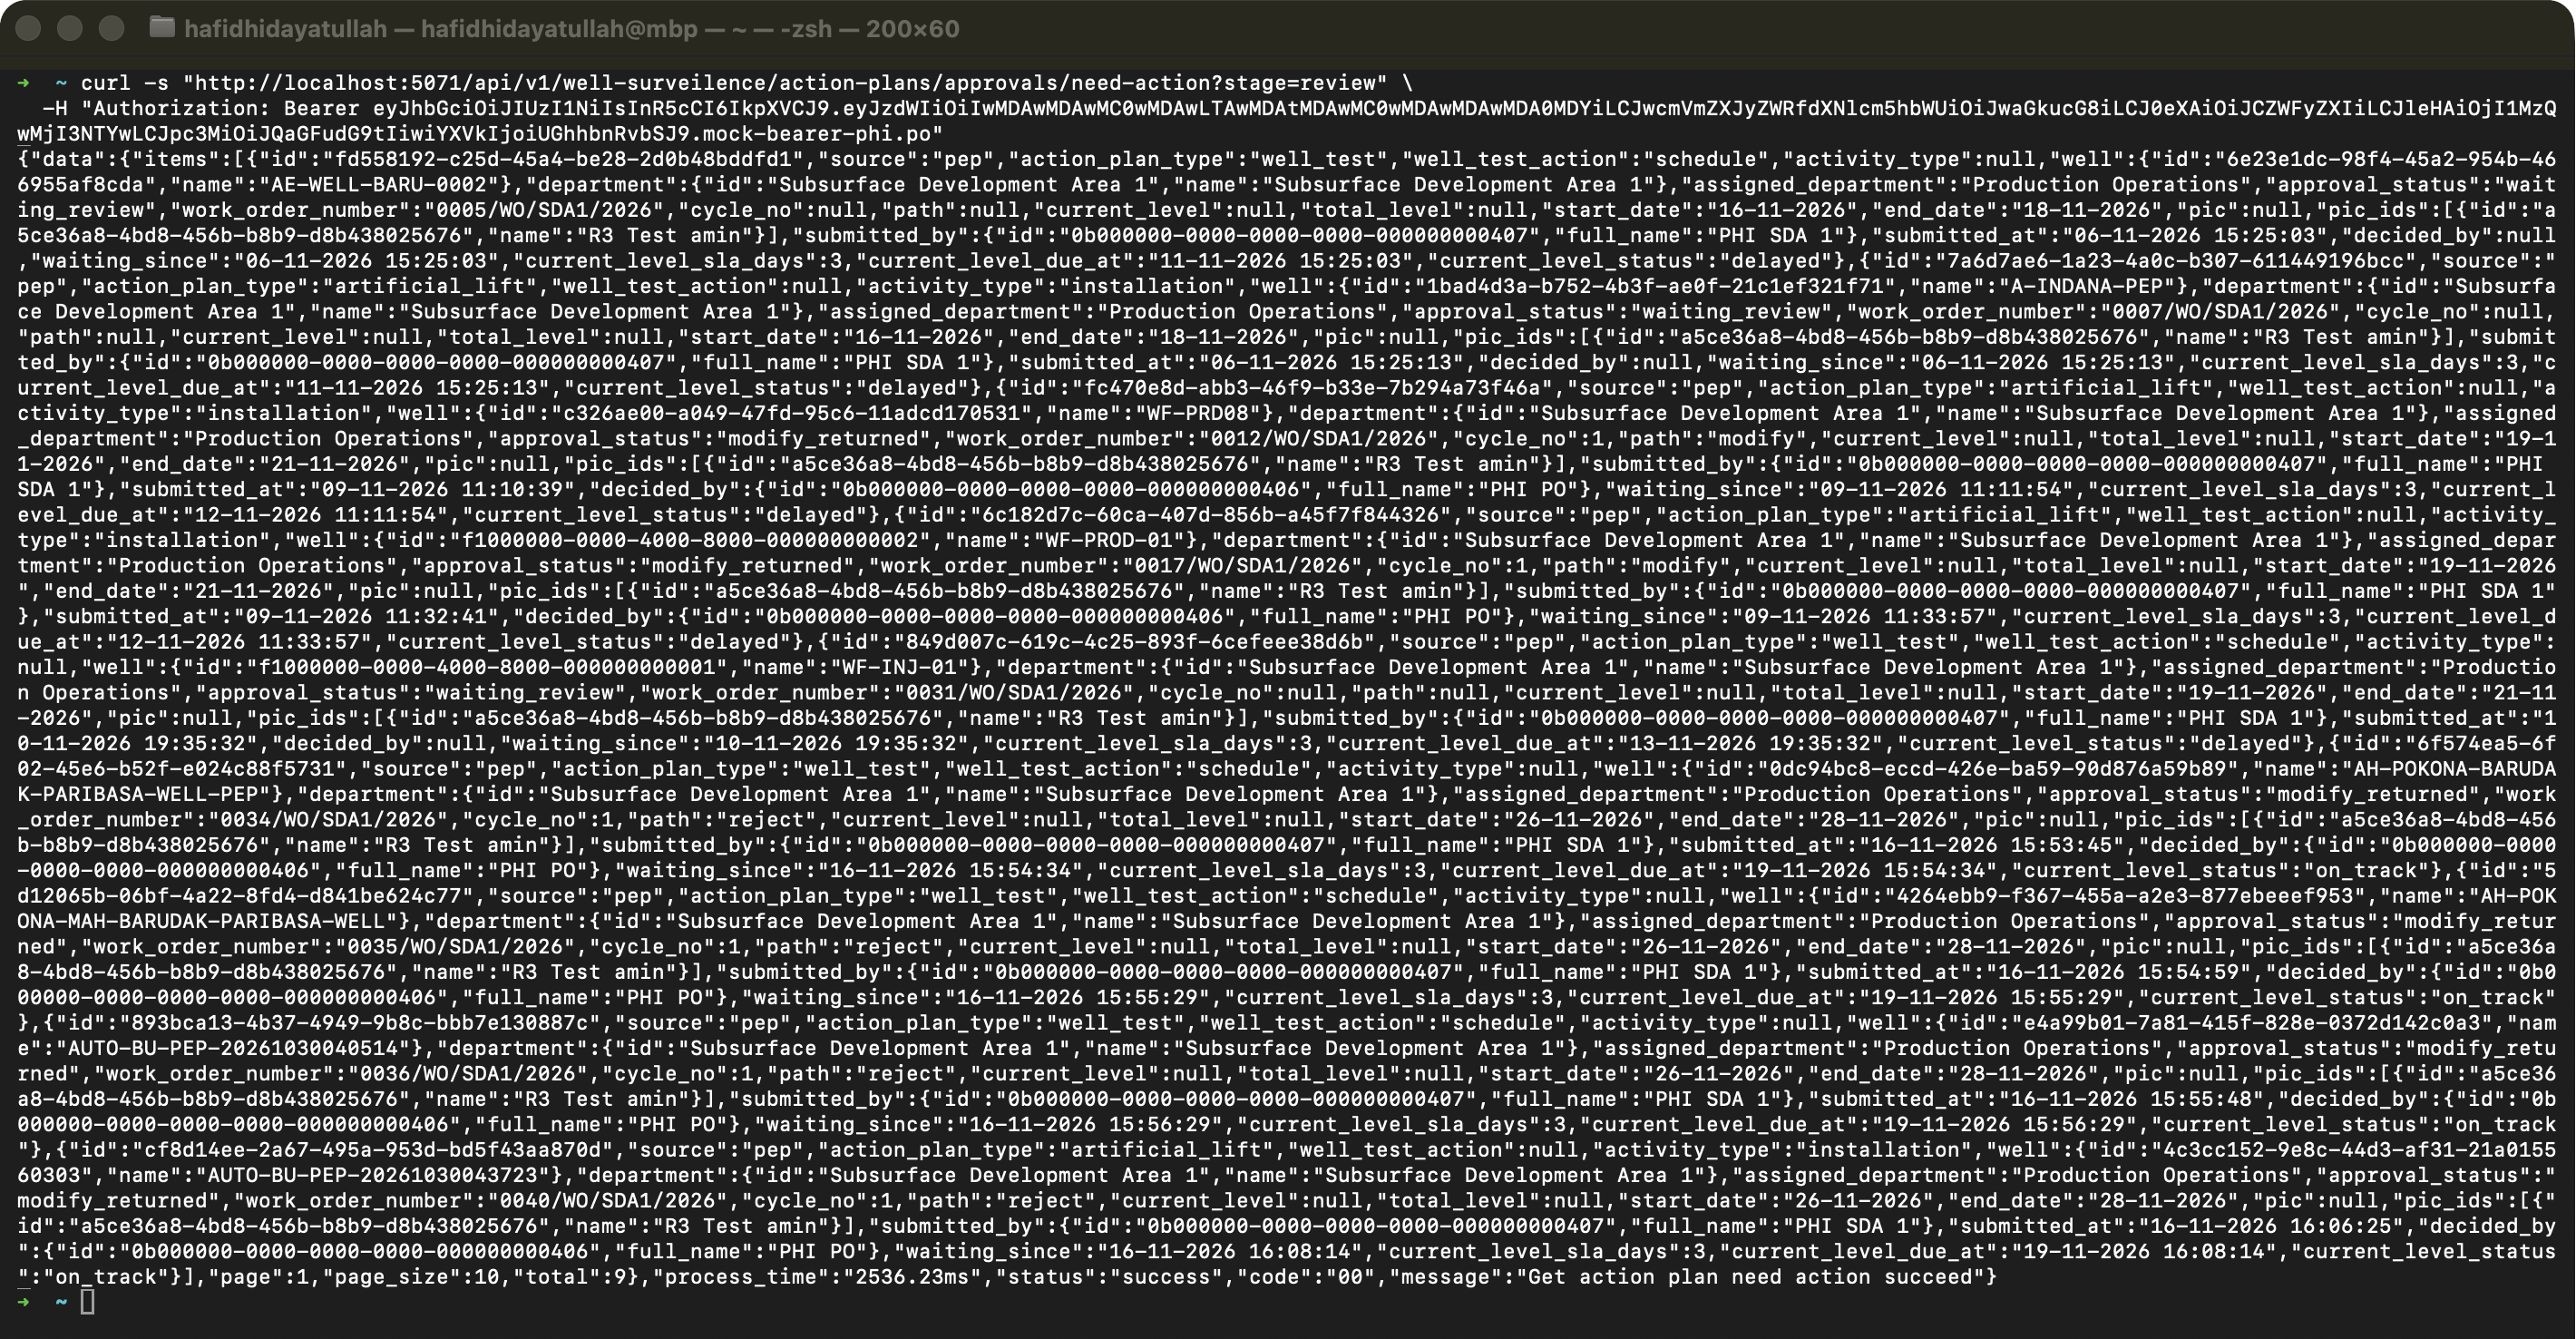 hafidhidayatullah — hafidhidayatullah@mbp — ~ — -zsh — 200×60
➜  ~ curl -s "http://localhost:5071/api/v1/well-surveilence/action-plans/approvals/need-action?stage=review" \
  -H "Authorization: Bearer eyJhbGciOiJIUzI1NiIsInR5cCI6IkpXVCJ9.eyJzdWIiOiIwMDAwMDAwMC0wMDAwLTAwMDAtMDAwMC0wMDAwMDAwMDA0MDYiLCJwcmVmZXJyZWRfdXNlcm5hbWUiOiJwaGkucG8iLCJ0eXAiOiJCZWFyZXIiLCJleHAiOjI1MzQ
wMjI3NTYwLCJpc3MiOiJQaGFudG9tIiwiYXVkIjoiUGhhbnRvbSJ9.mock-bearer-phi.po"
{"data":{"items":[{"id":"fd558192-c25d-45a4-be28-2d0b48bddfd1","source":"pep","action_plan_type":"well_test","well_test_action":"schedule","activity_type":null,"well":{"id":"6e23e1dc-98f4-45a2-954b-46
6955af8cda","name":"AE-WELL-BARU-0002"},"department":{"id":"Subsurface Development Area 1","name":"Subsurface Development Area 1"},"assigned_department":"Production Operations","approval_status":"wait
ing_review","work_order_number":"0005/WO/SDA1/2026","cycle_no":null,"path":null,"current_level":null,"total_level":null,"start_date":"16-11-2026","end_date":"18-11-2026","pic":null,"pic_ids":[{"id":"a
5ce36a8-4bd8-456b-b8b9-d8b438025676","name":"R3 Test amin"}],"submitted_by":{"id":"0b000000-0000-0000-0000-000000000407","full_name":"PHI SDA 1"},"submitted_at":"06-11-2026 15:25:03","decided_by":null
,"waiting_since":"06-11-2026 15:25:03","current_level_sla_days":3,"current_level_due_at":"11-11-2026 15:25:03","current_level_status":"delayed"},{"id":"7a6d7ae6-1a23-4a0c-b307-611449196bcc","source":"
pep","action_plan_type":"artificial_lift","well_test_action":null,"activity_type":"installation","well":{"id":"1bad4d3a-b752-4b3f-ae0f-21c1ef321f71","name":"A-INDANA-PEP"},"department":{"id":"Subsurfa
ce Development Area 1","name":"Subsurface Development Area 1"},"assigned_department":"Production Operations","approval_status":"waiting_review","work_order_number":"0007/WO/SDA1/2026","cycle_no":null,
"path":null,"current_level":null,"total_level":null,"start_date":"16-11-2026","end_date":"18-11-2026","pic":null,"pic_ids":[{"id":"a5ce36a8-4bd8-456b-b8b9-d8b438025676","name":"R3 Test amin"}],"submit
ted_by":{"id":"0b000000-0000-0000-0000-000000000407","full_name":"PHI SDA 1"},"submitted_at":"06-11-2026 15:25:13","decided_by":null,"waiting_since":"06-11-2026 15:25:13","current_level_sla_days":3,"c
urrent_level_due_at":"11-11-2026 15:25:13","current_level_status":"delayed"},{"id":"fc470e8d-abb3-46f9-b33e-7b294a73f46a","source":"pep","action_plan_type":"artificial_lift","well_test_action":null,"a
ctivity_type":"installation","well":{"id":"c326ae00-a049-47fd-95c6-11adcd170531","name":"WF-PRD08"},"department":{"id":"Subsurface Development Area 1","name":"Subsurface Development Area 1"},"assigned
_department":"Production Operations","approval_status":"modify_returned","work_order_number":"0012/WO/SDA1/2026","cycle_no":1,"path":"modify","current_level":null,"total_level":null,"start_date":"19-1
1-2026","end_date":"21-11-2026","pic":null,"pic_ids":[{"id":"a5ce36a8-4bd8-456b-b8b9-d8b438025676","name":"R3 Test amin"}],"submitted_by":{"id":"0b000000-0000-0000-0000-000000000407","full_name":"PHI
SDA 1"},"submitted_at":"09-11-2026 11:10:39","decided_by":{"id":"0b000000-0000-0000-0000-000000000406","full_name":"PHI PO"},"waiting_since":"09-11-2026 11:11:54","current_level_sla_days":3,"current_l
evel_due_at":"12-11-2026 11:11:54","current_level_status":"delayed"},{"id":"6c182d7c-60ca-407d-856b-a45f7f844326","source":"pep","action_plan_type":"artificial_lift","well_test_action":null,"activity_
type":"installation","well":{"id":"f1000000-0000-4000-8000-000000000002","name":"WF-PROD-01"},"department":{"id":"Subsurface Development Area 1","name":"Subsurface Development Area 1"},"assigned_depar
tment":"Production Operations","approval_status":"modify_returned","work_order_number":"0017/WO/SDA1/2026","cycle_no":1,"path":"modify","current_level":null,"total_level":null,"start_date":"19-11-2026
","end_date":"21-11-2026","pic":null,"pic_ids":[{"id":"a5ce36a8-4bd8-456b-b8b9-d8b438025676","name":"R3 Test amin"}],"submitted_by":{"id":"0b000000-0000-0000-0000-000000000407","full_name":"PHI SDA 1"
},"submitted_at":"09-11-2026 11:32:41","decided_by":{"id":"0b000000-0000-0000-0000-000000000406","full_name":"PHI PO"},"waiting_since":"09-11-2026 11:33:57","current_level_sla_days":3,"current_level_d
ue_at":"12-11-2026 11:33:57","current_level_status":"delayed"},{"id":"849d007c-619c-4c25-893f-6cefeee38d6b","source":"pep","action_plan_type":"well_test","well_test_action":"schedule","activity_type":
null,"well":{"id":"f1000000-0000-4000-8000-000000000001","name":"WF-INJ-01"},"department":{"id":"Subsurface Development Area 1","name":"Subsurface Development Area 1"},"assigned_department":"Productio
n Operations","approval_status":"waiting_review","work_order_number":"0031/WO/SDA1/2026","cycle_no":null,"path":null,"current_level":null,"total_level":null,"start_date":"19-11-2026","end_date":"21-11
-2026","pic":null,"pic_ids":[{"id":"a5ce36a8-4bd8-456b-b8b9-d8b438025676","name":"R3 Test amin"}],"submitted_by":{"id":"0b000000-0000-0000-0000-000000000407","full_name":"PHI SDA 1"},"submitted_at":"1
0-11-2026 19:35:32","decided_by":null,"waiting_since":"10-11-2026 19:35:32","current_level_sla_days":3,"current_level_due_at":"13-11-2026 19:35:32","current_level_status":"delayed"},{"id":"6f574ea5-6f
02-45e6-b52f-e024c88f5731","source":"pep","action_plan_type":"well_test","well_test_action":"schedule","activity_type":null,"well":{"id":"0dc94bc8-eccd-426e-ba59-90d876a59b89","name":"AH-POKONA-BARUDA
K-PARIBASA-WELL-PEP"},"department":{"id":"Subsurface Development Area 1","name":"Subsurface Development Area 1"},"assigned_department":"Production Operations","approval_status":"modify_returned","work
_order_number":"0034/WO/SDA1/2026","cycle_no":1,"path":"reject","current_level":null,"total_level":null,"start_date":"26-11-2026","end_date":"28-11-2026","pic":null,"pic_ids":[{"id":"a5ce36a8-4bd8-456
b-b8b9-d8b438025676","name":"R3 Test amin"}],"submitted_by":{"id":"0b000000-0000-0000-0000-000000000407","full_name":"PHI SDA 1"},"submitted_at":"16-11-2026 15:53:45","decided_by":{"id":"0b000000-0000
-0000-0000-000000000406","full_name":"PHI PO"},"waiting_since":"16-11-2026 15:54:34","current_level_sla_days":3,"current_level_due_at":"19-11-2026 15:54:34","current_level_status":"on_track"},{"id":"5
d12065b-06bf-4a22-8fd4-d841be624c77","source":"pep","action_plan_type":"well_test","well_test_action":"schedule","activity_type":null,"well":{"id":"4264ebb9-f367-455a-a2e3-877ebeeef953","name":"AH-POK
ONA-MAH-BARUDAK-PARIBASA-WELL"},"department":{"id":"Subsurface Development Area 1","name":"Subsurface Development Area 1"},"assigned_department":"Production Operations","approval_status":"modify_retur
ned","work_order_number":"0035/WO/SDA1/2026","cycle_no":1,"path":"reject","current_level":null,"total_level":null,"start_date":"26-11-2026","end_date":"28-11-2026","pic":null,"pic_ids":[{"id":"a5ce36a
8-4bd8-456b-b8b9-d8b438025676","name":"R3 Test amin"}],"submitted_by":{"id":"0b000000-0000-0000-0000-000000000407","full_name":"PHI SDA 1"},"submitted_at":"16-11-2026 15:54:59","decided_by":{"id":"0b0
00000-0000-0000-0000-000000000406","full_name":"PHI PO"},"waiting_since":"16-11-2026 15:55:29","current_level_sla_days":3,"current_level_due_at":"19-11-2026 15:55:29","current_level_status":"on_track"
},{"id":"893bca13-4b37-4949-9b8c-bbb7e130887c","source":"pep","action_plan_type":"well_test","well_test_action":"schedule","activity_type":null,"well":{"id":"e4a99b01-7a81-415f-828e-0372d142c0a3","nam
e":"AUTO-BU-PEP-20261030040514"},"department":{"id":"Subsurface Development Area 1","name":"Subsurface Development Area 1"},"assigned_department":"Production Operations","approval_status":"modify_retu
rned","work_order_number":"0036/WO/SDA1/2026","cycle_no":1,"path":"reject","current_level":null,"total_level":null,"start_date":"26-11-2026","end_date":"28-11-2026","pic":null,"pic_ids":[{"id":"a5ce36
a8-4bd8-456b-b8b9-d8b438025676","name":"R3 Test amin"}],"submitted_by":{"id":"0b000000-0000-0000-0000-000000000407","full_name":"PHI SDA 1"},"submitted_at":"16-11-2026 15:55:48","decided_by":{"id":"0b
000000-0000-0000-0000-000000000406","full_name":"PHI PO"},"waiting_since":"16-11-2026 15:56:29","current_level_sla_days":3,"current_level_due_at":"19-11-2026 15:56:29","current_level_status":"on_track
"},{"id":"cf8d14ee-2a67-495a-953d-bd5f43aa870d","source":"pep","action_plan_type":"artificial_lift","well_test_action":null,"activity_type":"installation","well":{"id":"4c3cc152-9e8c-44d3-af31-21a0155
60303","name":"AUTO-BU-PEP-20261030043723"},"department":{"id":"Subsurface Development Area 1","name":"Subsurface Development Area 1"},"assigned_department":"Production Operations","approval_status":"
modify_returned","work_order_number":"0040/WO/SDA1/2026","cycle_no":1,"path":"reject","current_level":null,"total_level":null,"start_date":"26-11-2026","end_date":"28-11-2026","pic":null,"pic_ids":[{"
id":"a5ce36a8-4bd8-456b-b8b9-d8b438025676","name":"R3 Test amin"}],"submitted_by":{"id":"0b000000-0000-0000-0000-000000000407","full_name":"PHI SDA 1"},"submitted_at":"16-11-2026 16:06:25","decided_by
":{"id":"0b000000-0000-0000-0000-000000000406","full_name":"PHI PO"},"waiting_since":"16-11-2026 16:08:14","current_level_sla_days":3,"current_level_due_at":"19-11-2026 16:08:14","current_level_status
":"on_track"}],"page":1,"page_size":10,"total":9},"process_time":"2536.23ms","status":"success","code":"00","message":"Get action plan need action succeed"}
➜  ~